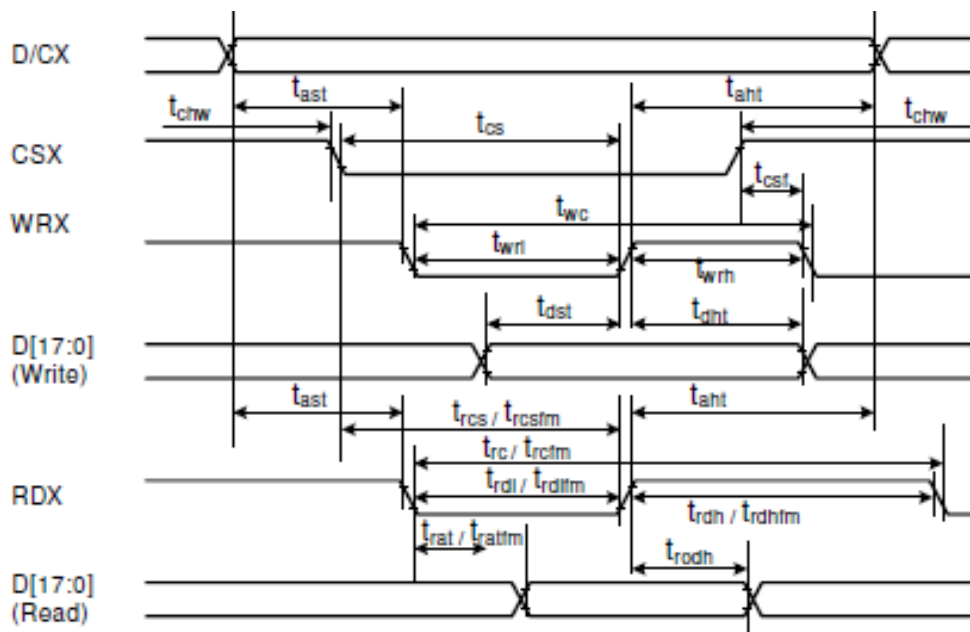 D/CX
tast
taht
tchw
tchw
tcs
CSX
tcsf
WRX
twc
twrl
twrh
tdst
tdht
D[17:0]
(Write)
tast
taht
trcs / trcsfm
trc / trcfm
RDX
trdl / trdlfm
trdh / trdhfm
trat / tratfm
trodh
D[17:0]
(Read)